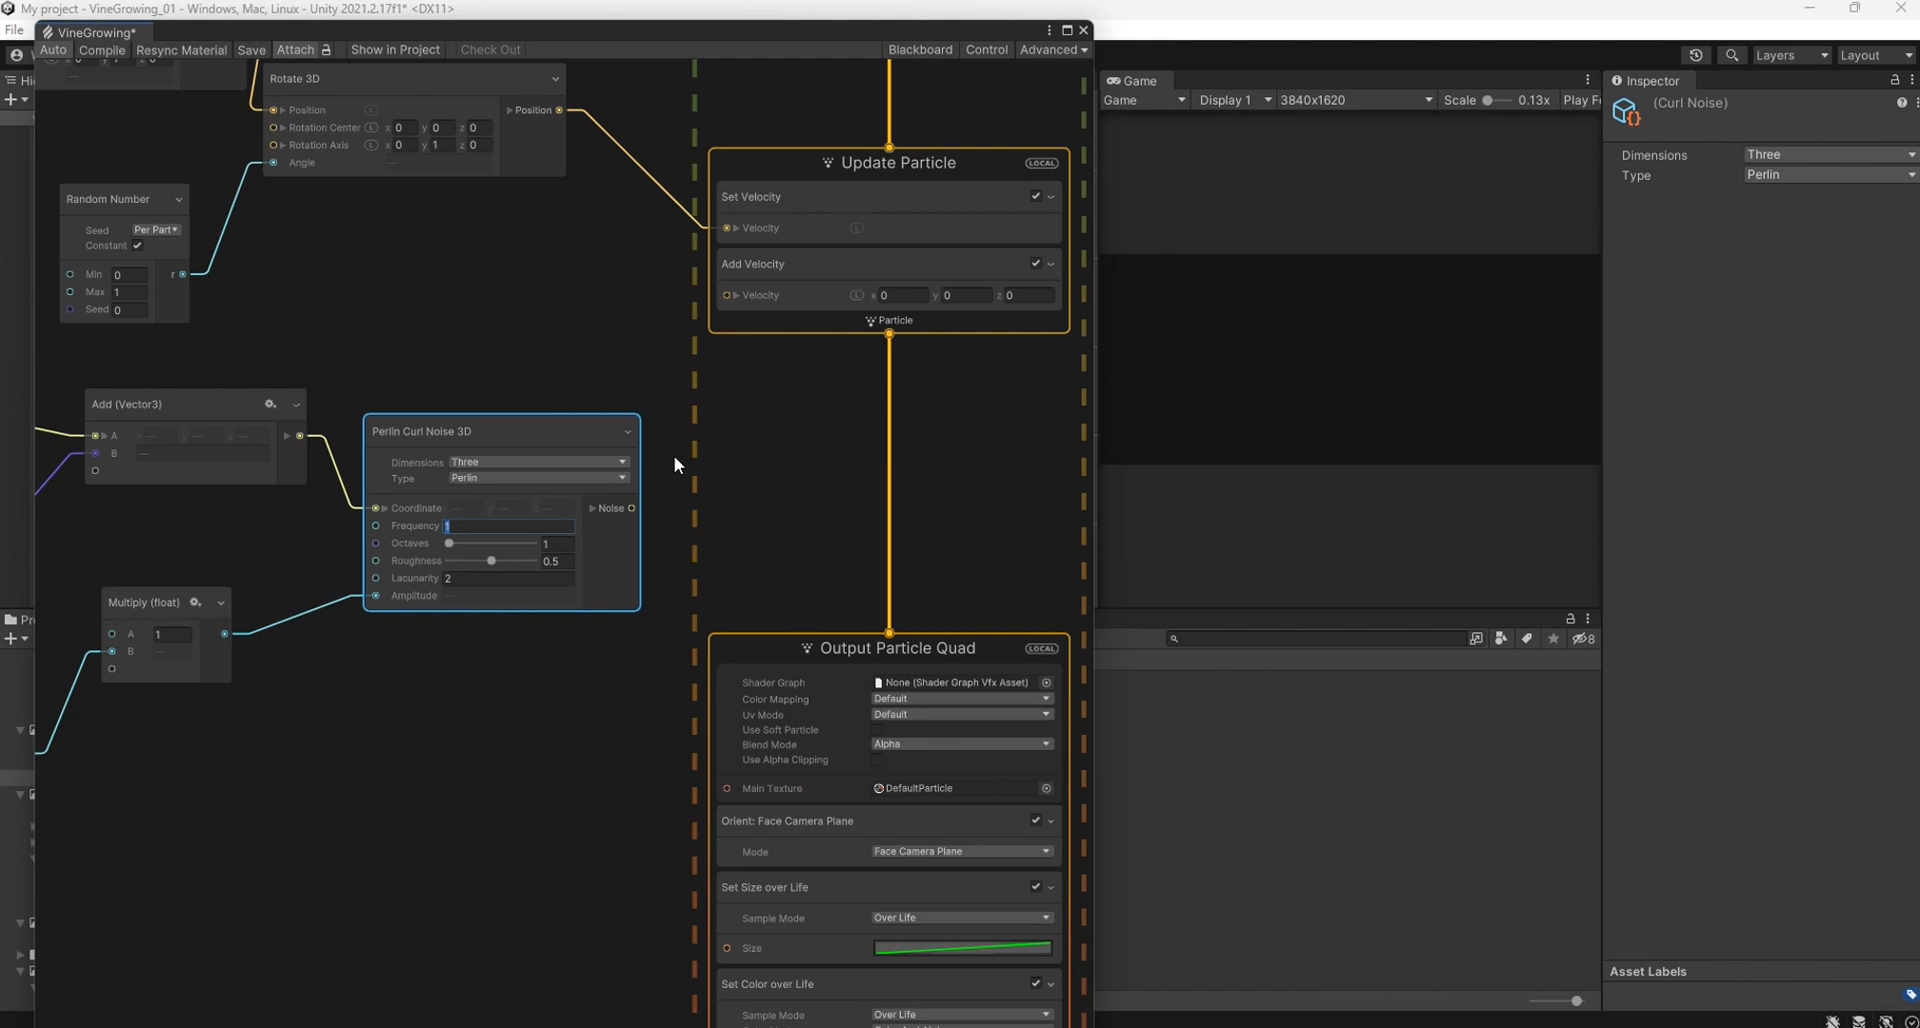 My project - VineGrowing_01 - Windows, Mac, Linux - Unity 2021.2.17f1* <DX11>
File
VineGrowing*
Auto Compile Resync Material Save Attach Show in Project Check Out Blackboard Control Advanced
Layers Layout
Rotate 3D
Position L Position
Rotation Center L x 0 y 0 z 0
Rotation Axis L x 0 y 1 z 0
Angle
Random Number
Seed Per Part
Constant
Min 0 r
Max 1
Seed 0
Add (Vector3)
A
B
Perlin Curl Noise 3D
Dimensions Three
Type Perlin
Coordinate Noise
Frequency 1
Octaves 1
Roughness 0.5
Lacunarity 2
Amplitude
Multiply (float)
A 1
B
Update Particle LOCAL
Set Velocity
Velocity L
Add Velocity
Velocity L x 0 y 0 z 0
Particle
Output Particle Quad LOCAL
Shader Graph None (Shader Graph Vfx Asset)
Color Mapping Default
Uv Mode Default
Use Soft Particle
Blend Mode Alpha
Use Alpha Clipping
Main Texture DefaultParticle
Orient: Face Camera Plane
Mode Face Camera Plane
Set Size over Life
Sample Mode Over Life
Size
Set Color over Life
Sample Mode Over Life
Game
Game Display 1 3840x1620 Scale 0.13x Play
8
Inspector
(Curl Noise)
Dimensions Three
Type Perlin
Asset Labels